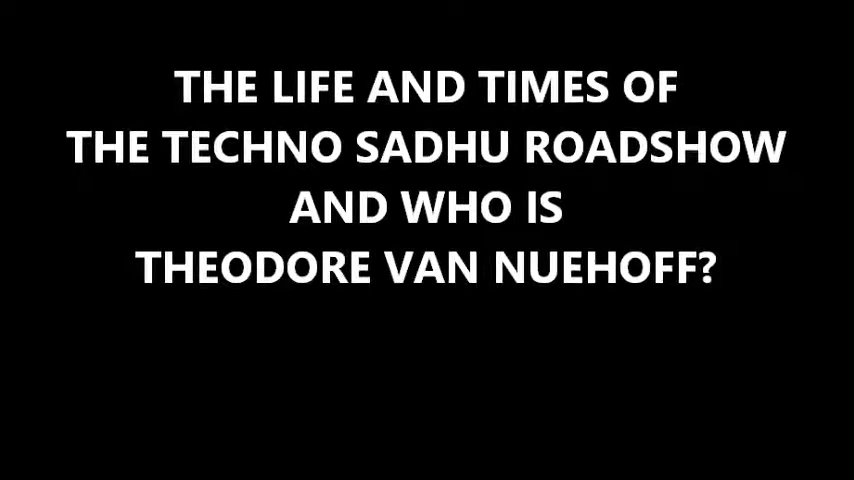 THE LIFE AND TIMES OF
THE TECHNO SADHU ROADSHOW
AND WHO IS
THEODORE VAN NUEHOFF?